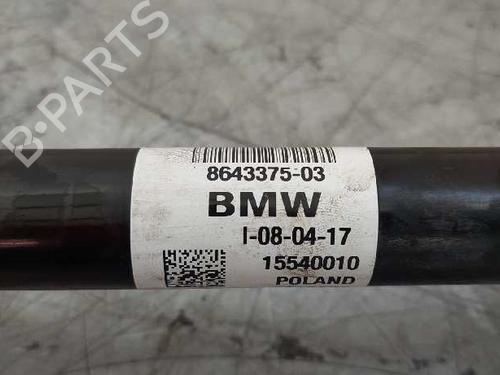 B-PARTS
8643375-03
BMW
I-08-04-17
15540010
POLAND